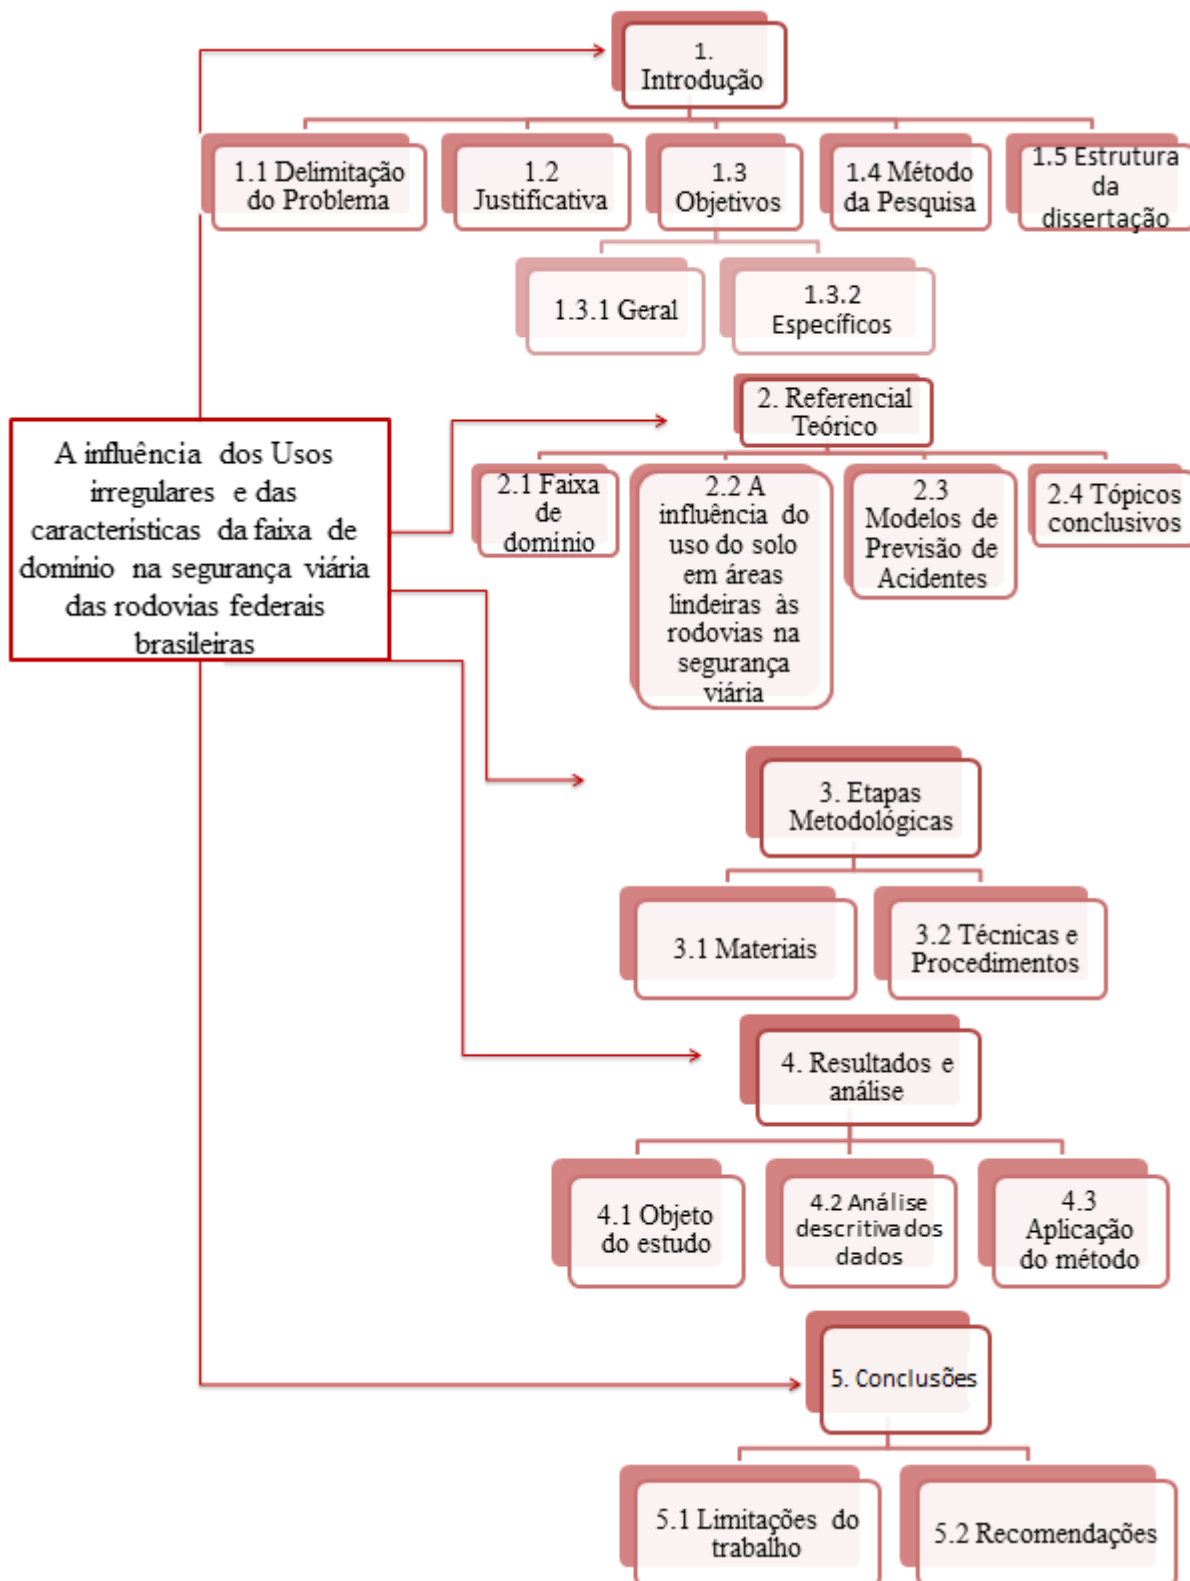 1.
Introdução
1.1 Delimitação
do Problema
1.2
Justificativa
1.3
Objetivos
1.4 Método
da Pesquisa
1.5 Estrutura
da
dissertação
1.3.1 Geral
1.3.2
Específicos
A influência dos Usos
irregulares e das
características da faixa de
domínio na segurança viária
das rodovias federais
brasileiras
2. Referencial
Teórico
2.1 Faixa
de
domínio
2.2 A
influência do
uso do solo
em áreas
lindeiras às
rodovias na
segurança
viária
2.3
Modelos de
Previsão de
Acidentes
2.4 Tópicos
conclusivos
3. Etapas
Metodológicas
3.1 Materiais
3.2 Técnicas e
Procedimentos
4. Resultados e
análise
4.1 Objeto
do estudo
4.2 Análise
descritiva dos
dados
4.3
Aplicação
do método
5. Conclusões
5.1 Limitações do
trabalho
5.2 Recomendações